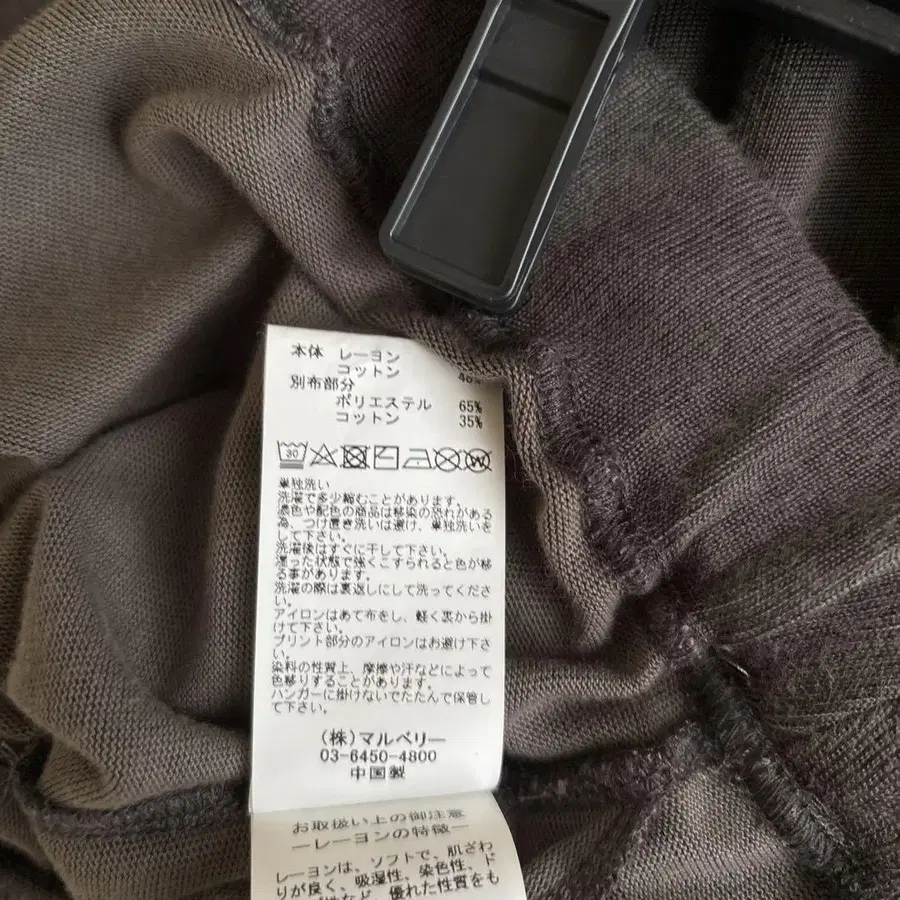 本体 レーヨン
コットン 40%
別布部分
ポリエステル 65%
コットン 35%
30
単独洗い
洗濯で多少縮むことがあります。
濃色や配色の商品は移染の恐れがある
為、つけ置き洗いは避け、単独洗いを
して下さい。
洗濯後はすぐに干して下さい。
湿った状態で強くこすられると色が移
る事があります。
洗濯の際は裏返しにして洗ってくださ
い。
アイロンはあて布をし、軽く裏から掛
けて下さい。
プリント部分のアイロンはお避け下さ
い。
染料の性質上、摩擦や汗などによって
色移りすることがあります。
ハンガーに掛けないでたたんで保管し
て下さい。
(株)マルベリー
03-6450-4800
中国製
お取扱い上の御注意
―レーヨンの特徴―
レーヨンは、ソフトで、肌ざわ
りが良く、吸湿性、染色性、ド
など、優れた性質をも